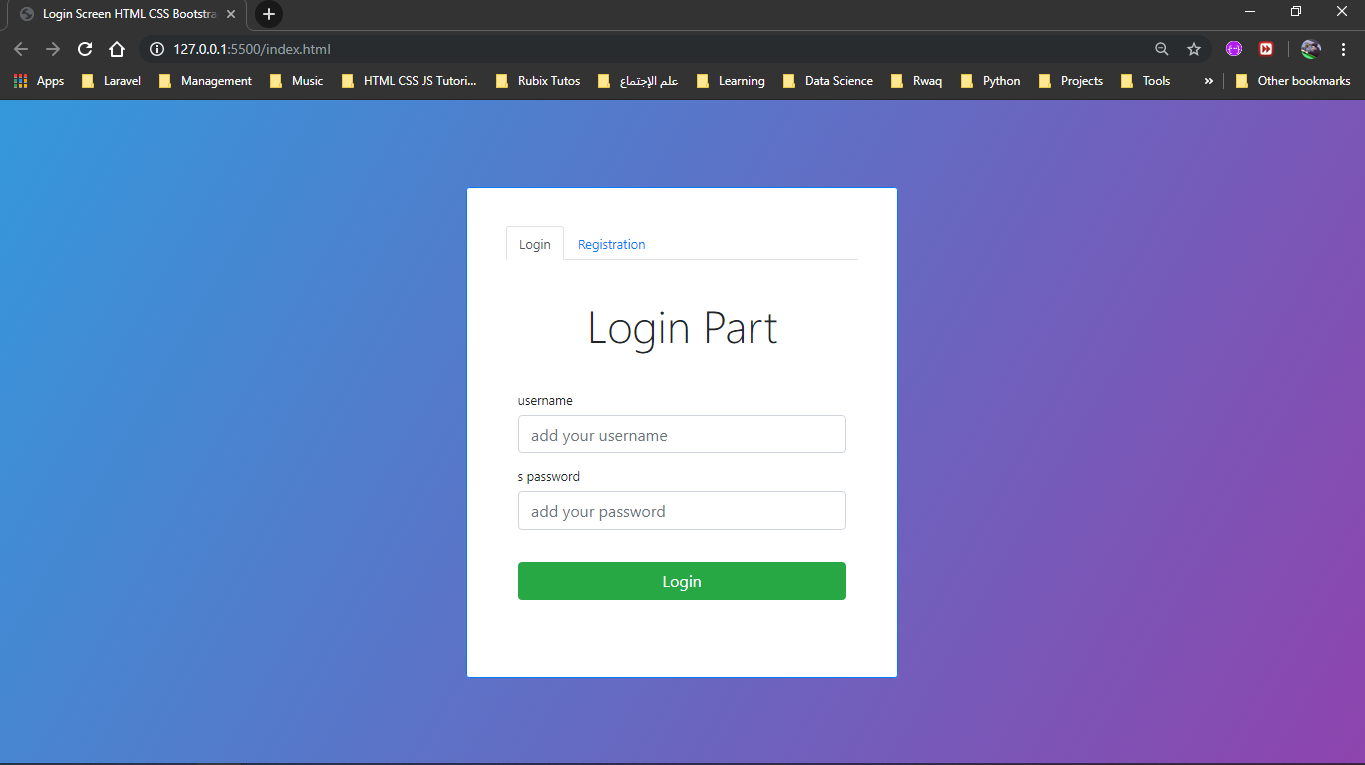 Login Screen HTML CSS Bootstra
127.0.0.1:5500/index.html
Apps Laravel Management Music HTML CSS JS Tutori... Rubix Tutos علم الإجتماع Learning Data Science Rwaq Python Projects Tools » Other bookmarks
Login Registration
Login Part
username
add your username
s password
add your password
Login